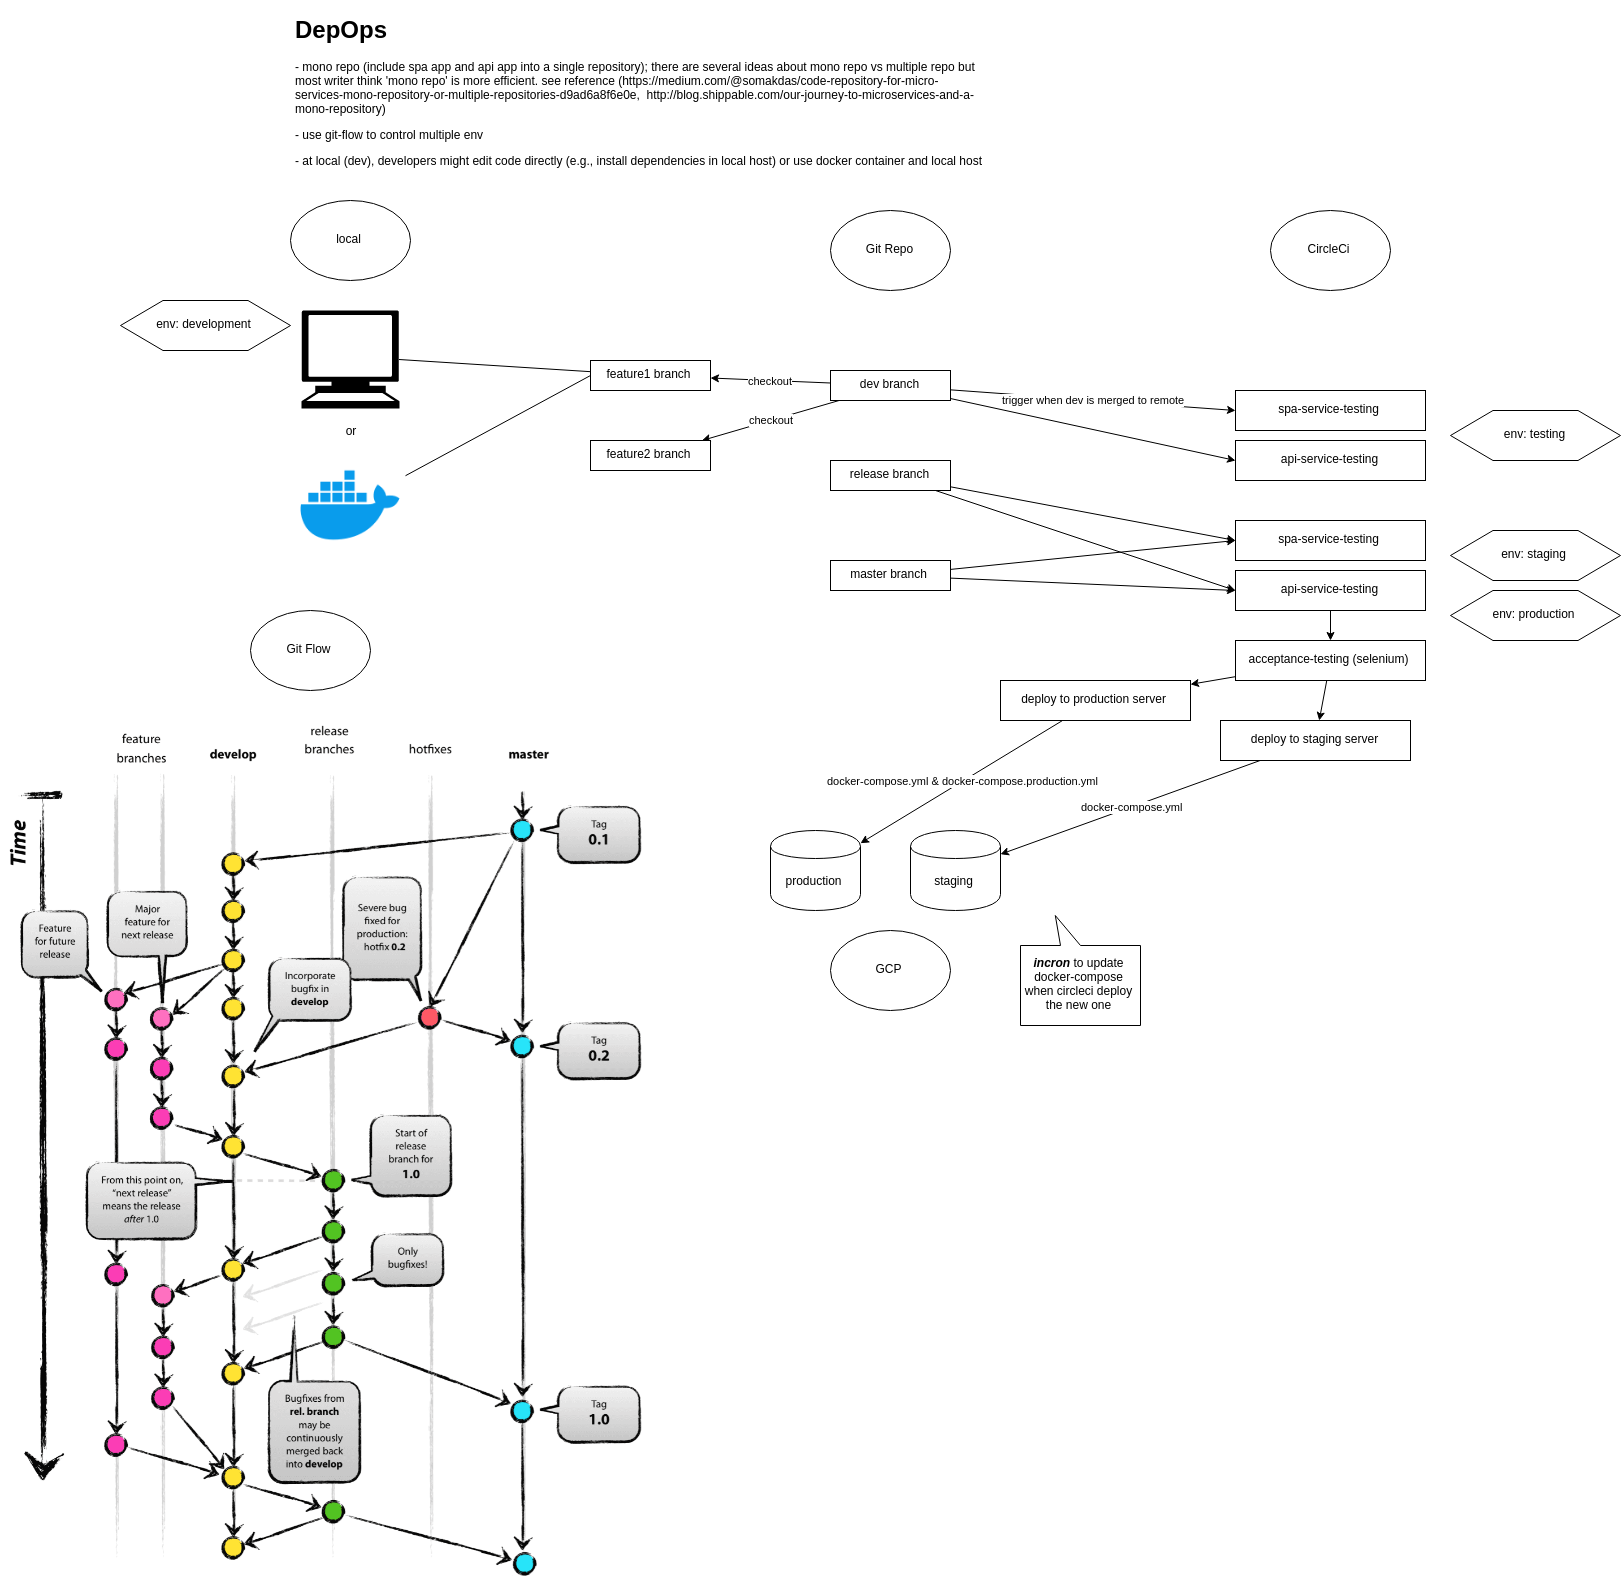 DepOps
- mono repo (include spa app and api app into a single repository); there are several ideas about mono repo vs multiple repo but
most writer think 'mono repo' is more efficient. see reference (https://medium.com/@somakdas/code-repository-for-micro-
services-mono-repository-or-multiple-repositories-d9ad6a8f6e0e,  http://blog.shippable.com/our-journey-to-microservices-and-a-
mono-repository)
- use git-flow to control multiple env
- at local (dev), developers might edit code directly (e.g., install dependencies in local host) or use docker container and local host
local
Git Repo
CircleCi
env: development
or
feature1 branch
feature2 branch
checkout
checkout
dev branch
release branch
master branch
trigger when dev is merged to remote
spa-service-testing
api-service-testing
env: testing
spa-service-testing
api-service-testing
env: staging
env: production
acceptance-testing (selenium)
deploy to production server
deploy to staging server
docker-compose.yml & docker-compose.production.yml
docker-compose.yml
production
staging
GCP
incron to update
docker-compose
when circleci deploy
the new one
Git Flow
feature
branches
develop
release
branches
hotfixes
master
Time
Tag
0.1
Major
feature for
next release
Feature
for future
release
Severe bug
fixed for
production:
hotfix 0.2
Incorporate
bugfix in
develop
Tag
0.2
Start of
release
branch for
1.0
From this point on,
“next release”
means the release
after 1.0
Only
bugfixes!
Bugfixes from
rel. branch
may be
continuously
merged back
into develop
Tag
1.0